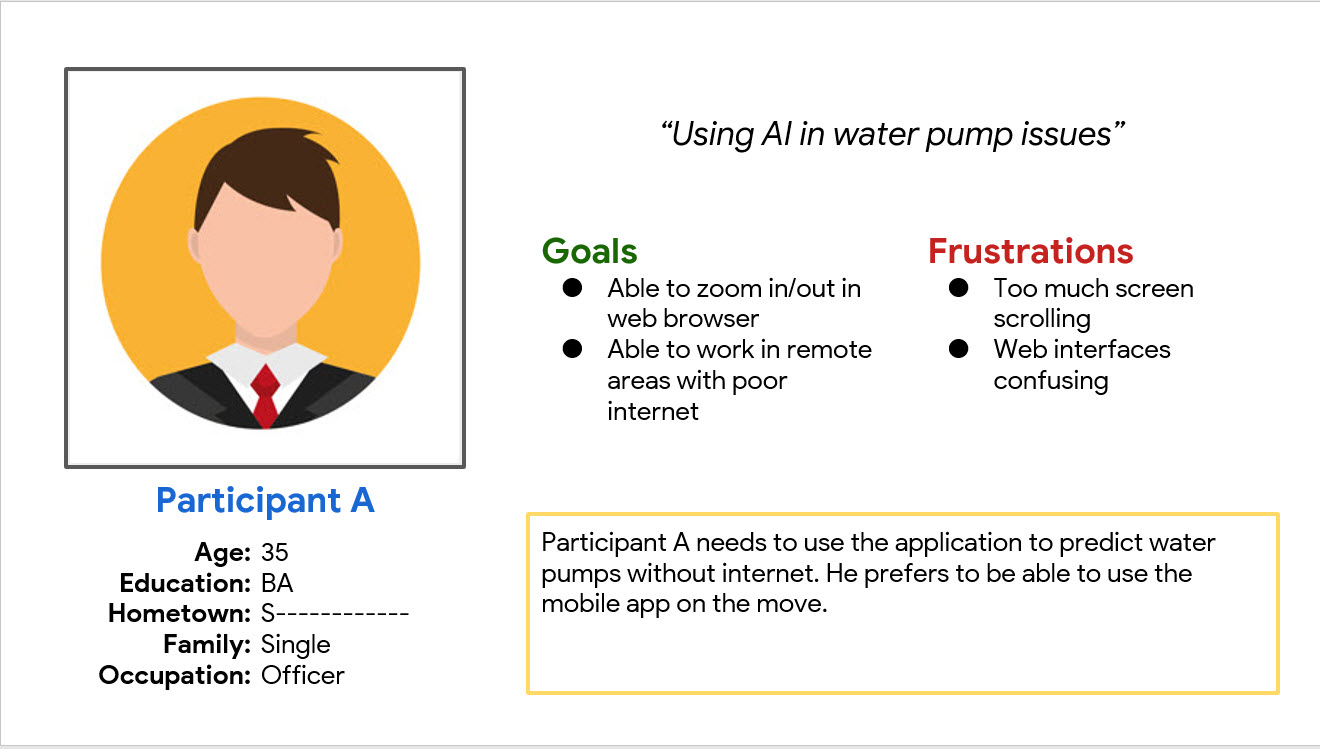 “Using AI in water pump issues”
Goals
● Able to zoom in/out in
web browser
● Able to work in remote
areas with poor
internet
Frustrations
● Too much screen
scrolling
● Web interfaces
confusing
Participant A
Age: 35
Education: BA
Hometown: S------------
Family: Single
Occupation: Officer
Participant A needs to use the application to predict water
pumps without internet. He prefers to be able to use the
mobile app on the move.